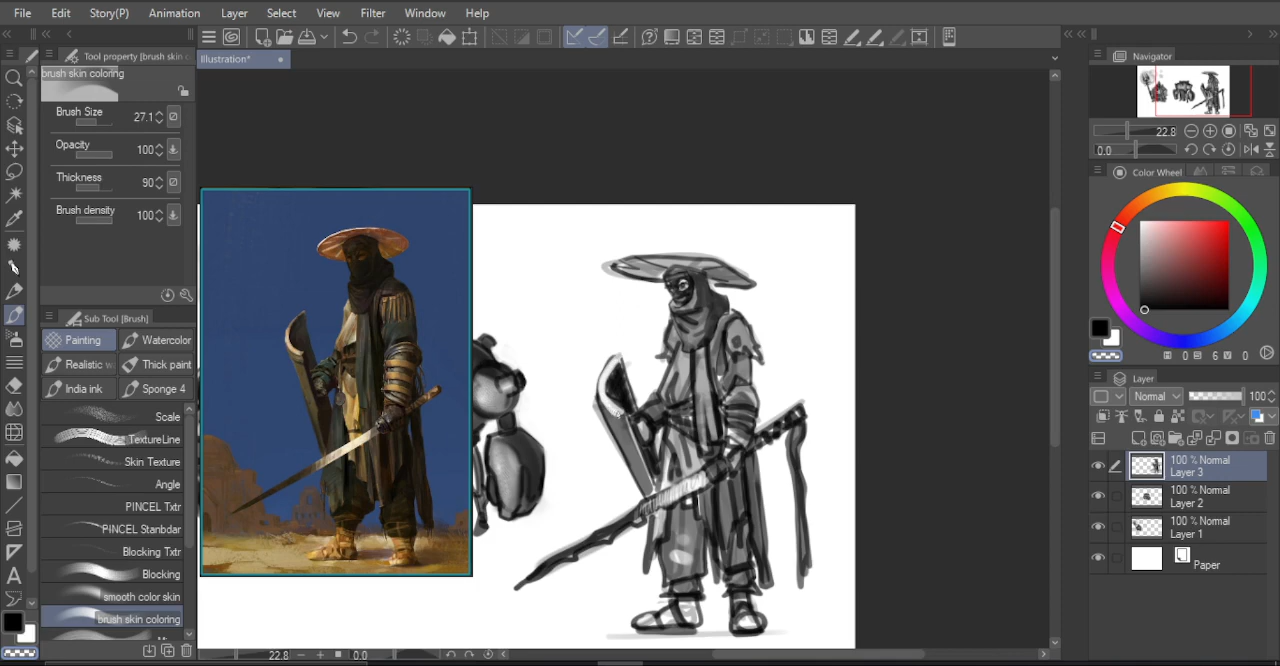 File Edit Story(P) Animation Layer Select View Filter Window Help
Tool property [brush skin c
Illustration*
Navigator
brush skin coloring
Brush Size 27.1
Opacity 100
Thickness 90
Brush density 100
22.8
0.0
Color Wheel
Sub Tool [Brush]
Painting Watercolor
Realistic w Thick paint
India ink Sponge 4
Scale
TextureLine
Skin Texture
Angle
PINCEL Txtr
PINCEL Stanbdar
Blocking Txtr
Blocking
smooth color skin
brush skin coloring
H 0 S 6 V 0
Layer
Normal 100
100 % Normal
Layer 3
100 % Normal
Layer 2
100 % Normal
Layer 1
Paper
22.8 0.0